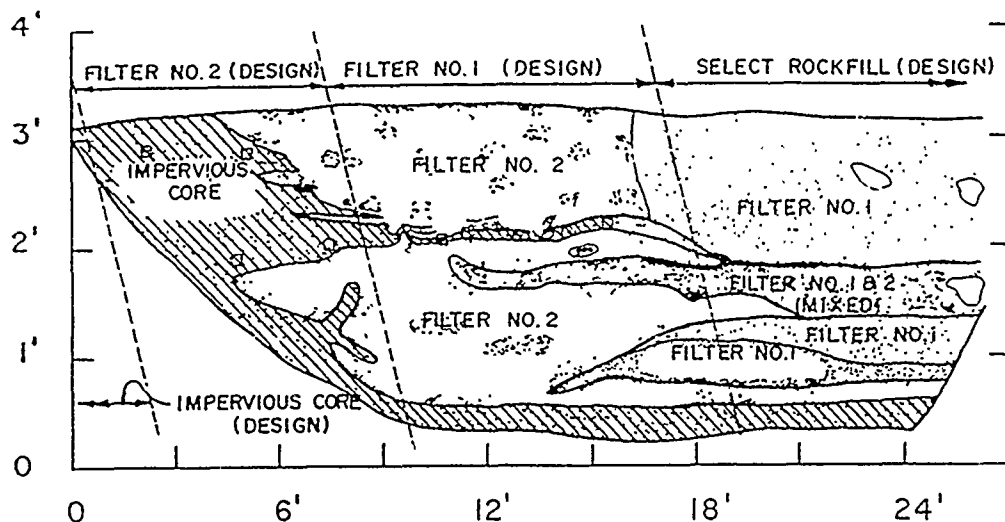 4'
FILTER NO. 2 (DESIGN) FILTER NO. 1 (DESIGN) SELECT ROCKFILL (DESIGN)
3'
IMPERVIOUS
CORE
FILTER NO. 2
FILTER NO. 1
2'
FILTER NO. 1 & 2
(MIXED)
FILTER NO. 2
FILTER NO. 1
FILTER NO. 1
1'
IMPERVIOUS CORE
(DESIGN)
0
0 6' 12' 18' 24'